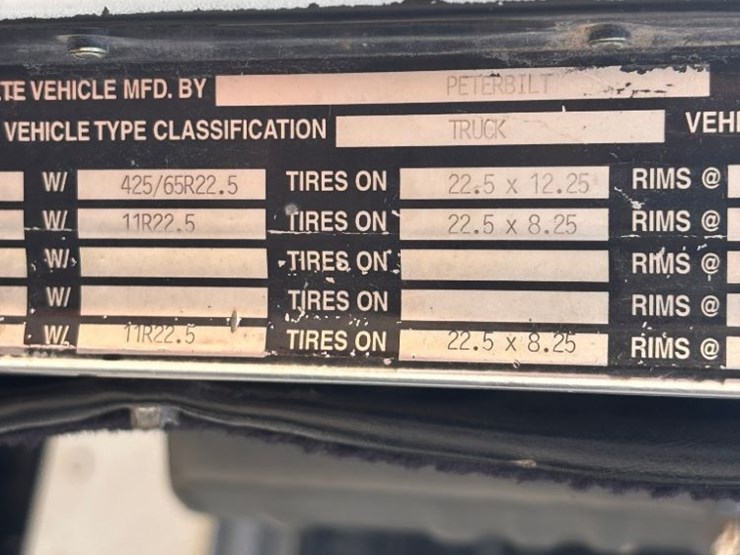 TE VEHICLE MFD. BY PETERBILT
VEHICLE TYPE CLASSIFICATION TRUCK VEHI
W/ 425/65R22.5 TIRES ON 22.5 x 12.25 RIMS @
W/ 11R22.5 TIRES ON 22.5 x 8.25 RIMS @
W/ TIRES ON RIMS @
W/ TIRES ON RIMS @
W/ 11R22.5 TIRES ON 22.5 x 8.25 RIMS @